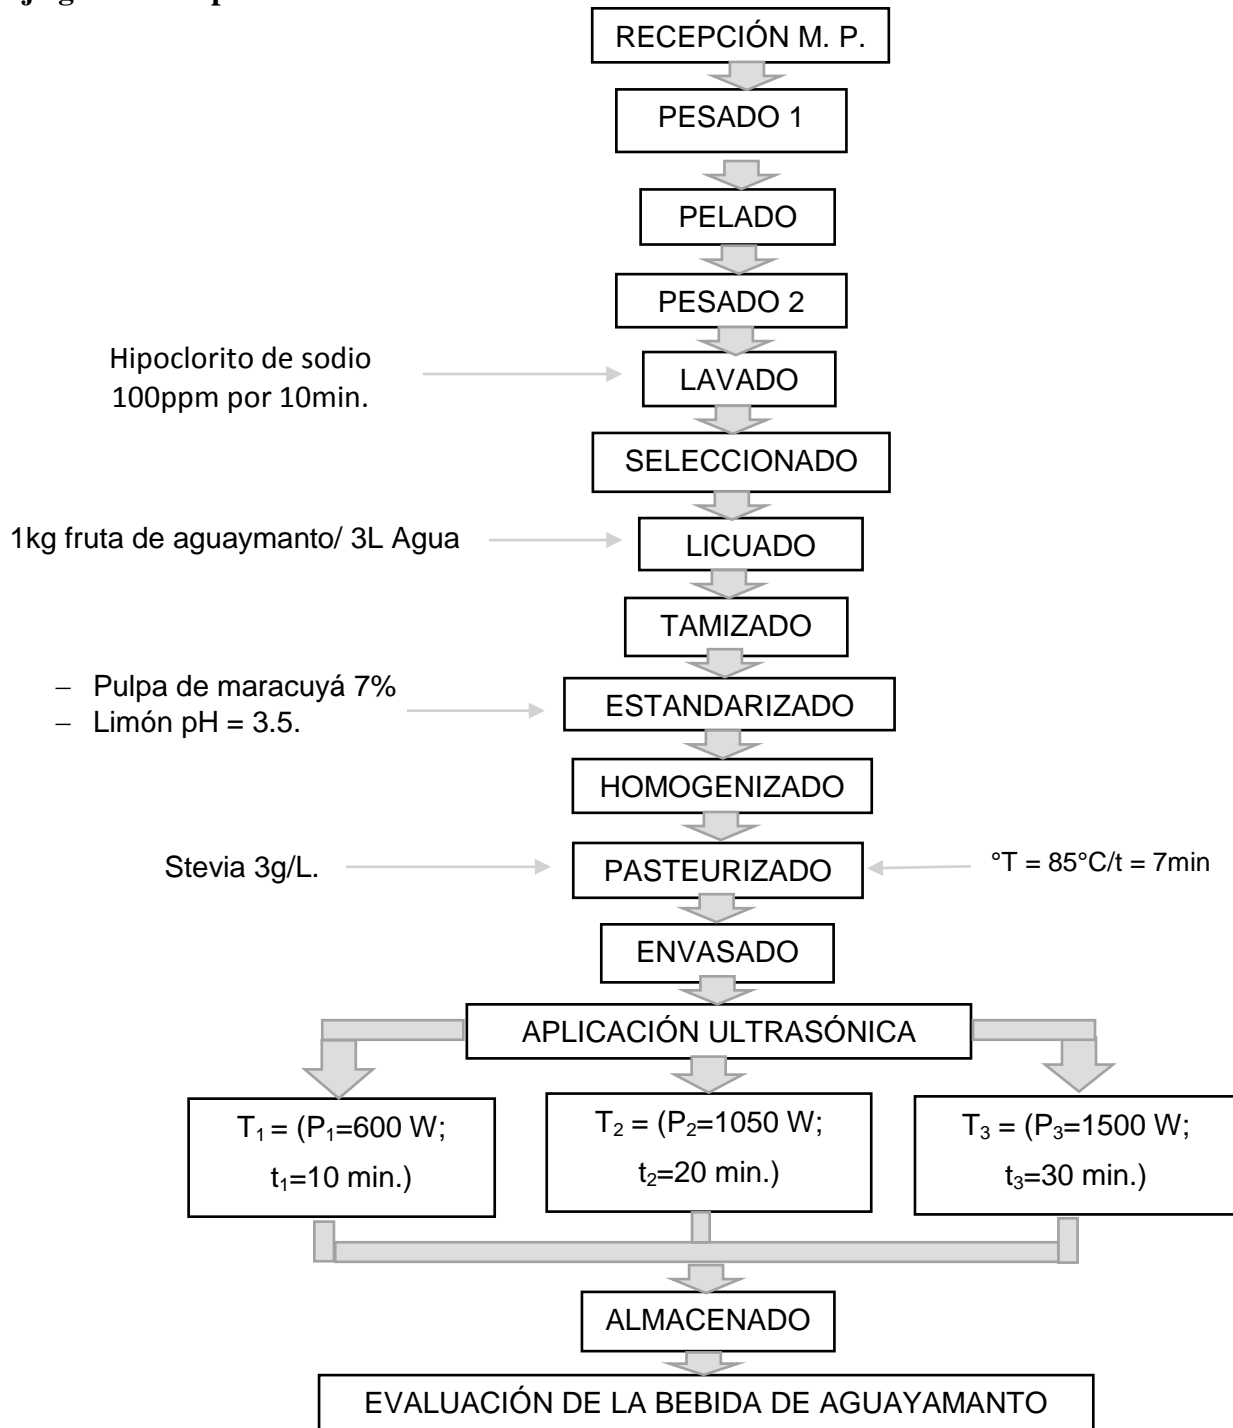 RECEPCIÓN M. P.
PESADO 1
PELADO
PESADO 2
Hipoclorito de sodio
100ppm por 10min.
LAVADO
SELECCIONADO
1kg fruta de aguaymanto/ 3L Agua
LICUADO
TAMIZADO
– Pulpa de maracuyá 7%
– Limón pH = 3.5.
ESTANDARIZADO
HOMOGENIZADO
Stevia 3g/L.
PASTEURIZADO
°T = 85°C/t = 7min
ENVASADO
APLICACIÓN ULTRASÓNICA
T₁ = (P₁=600 W;
t₁=10 min.)
T₂ = (P₂=1050 W;
t₂=20 min.)
T₃ = (P₃=1500 W;
t₃=30 min.)
ALMACENADO
EVALUACIÓN DE LA BEBIDA DE AGUAYAMANTO